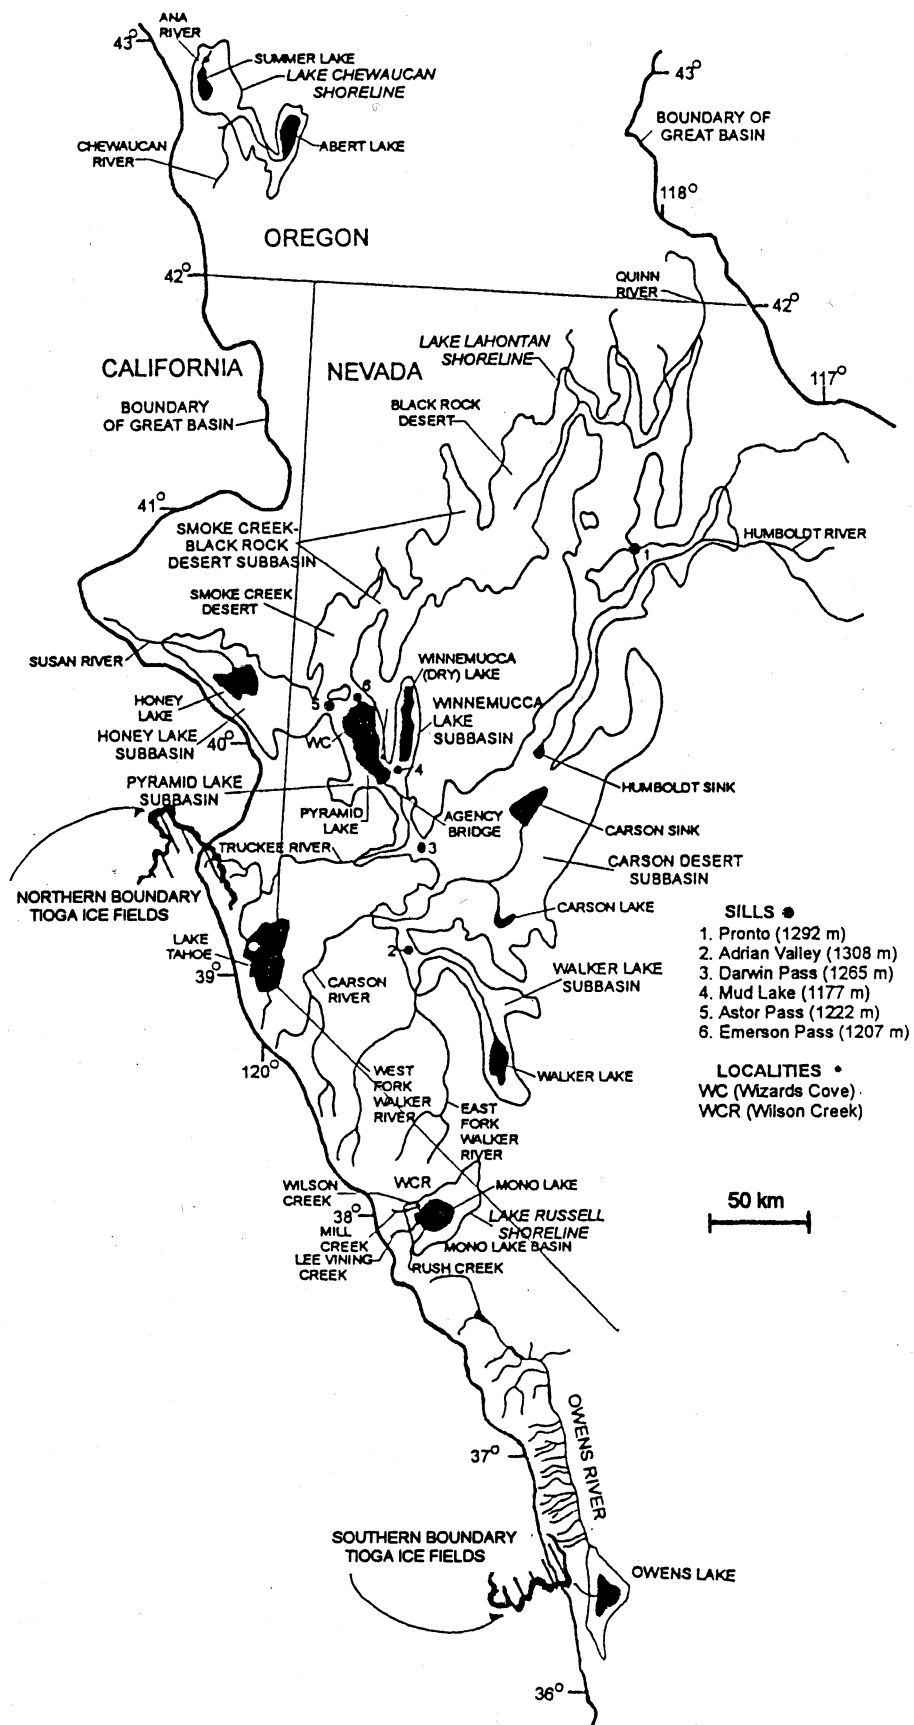 ANA
RIVER
43°
SUMMER LAKE
LAKE CHEWAUCAN
SHORELINE
43°
BOUNDARY OF
GREAT BASIN
CHEWAUCAN
RIVER
ABERT LAKE
118°
OREGON
42°
QUINN
RIVER
42°
LAKE LAHONTAN
SHORELINE
CALIFORNIA
NEVADA
117°
BOUNDARY
OF GREAT BASIN
BLACK ROCK
DESERT
41°
SMOKE CREEK-
BLACK ROCK
DESERT SUBBASIN
HUMBOLDT RIVER
1
SMOKE CREEK
DESERT
SUSAN RIVER
WINNEMUCCA
(DRY) LAKE
HONEY
LAKE
5
6
WINNEMUCCA
LAKE
SUBBASIN
HONEY LAKE
SUBBASIN
40°
WC
4
PYRAMID LAKE
SUBBASIN
HUMBOLDT SINK
PYRAMID
LAKE
AGENCY
BRIDGE
CARSON SINK
TRUCKEE RIVER
3
CARSON DESERT
SUBBASIN
NORTHERN BOUNDARY
TIOGA ICE FIELDS
CARSON LAKE
SILLS
1. Pronto (1292 m)
2. Adrian Valley (1308 m)
3. Darwin Pass (1265 m)
4. Mud Lake (1177 m)
5. Astor Pass (1222 m)
6. Emerson Pass (1207 m)
LAKE
TAHOE
39°
2
CARSON
RIVER
WALKER LAKE
SUBBASIN
120°
WEST
FORK
WALKER
RIVER
WALKER LAKE
LOCALITIES
WC (Wizards Cove)
WCR (Wilson Creek)
EAST
FORK
WALKER
RIVER
WILSON
CREEK
WCR
MONO LAKE
50 km
38°
LAKE RUSSELL
SHORELINE
MILL
CREEK
MONO LAKE BASIN
LEE VINING
CREEK
RUSH CREEK
OWENS RIVER
37°
SOUTHERN BOUNDARY
TIOGA ICE FIELDS
OWENS LAKE
36°